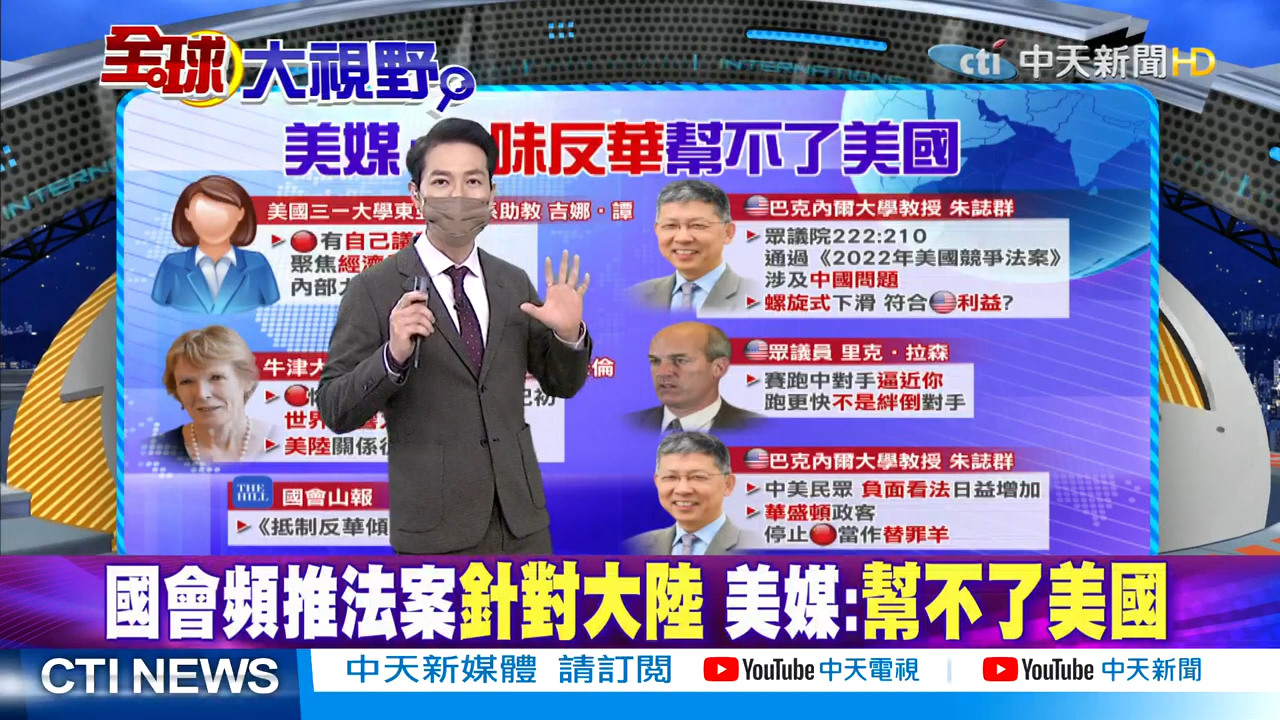 全球大視野
cti 中天新聞HD
INTERNATIONAL
美媒 味反華幫不了美國
美國三一大學東 系助教 吉娜·譚
有自己議
聚焦經濟
內部
牛津大 倫
初
世界
美陸關係
THE HILL 國會山報
《抵制反華傾
巴克內爾大學教授 朱誌群
眾議院222:210
通過《2022年美國競爭法案》
涉及中國問題
螺旋式下滑 符合 利益?
眾議員 里克·拉森
賽跑中對手逼近你
跑更快不是絆倒對手
巴克內爾大學教授 朱誌群
中美民眾 負面看法日益增加
華盛頓政客
停止 當作替罪羊
國會頻推法案針對大陸 美媒:幫不了美國
CTI NEWS
中天新媒體 請訂閱 YouTube 中天電視 YouTube 中天新聞